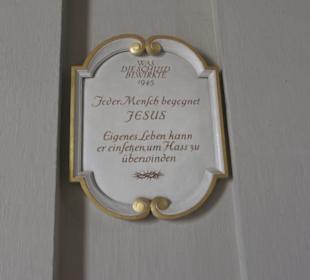 WAS
DIE SCHULD
BEWIRKTE
1945
Jeder Mensch begegnet
JESUS
Eigenes Leben kann
er einsetzen, um Hass zu
überwinden